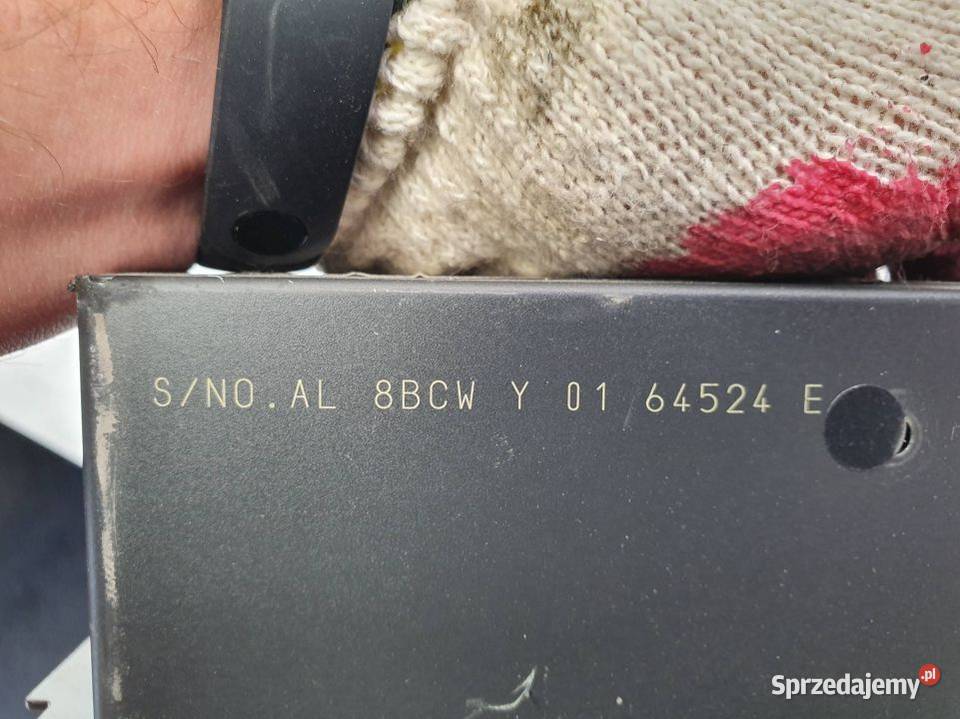 S/NO.AL 8BCW Y 01 64524 E
Sprzedajemy.pl